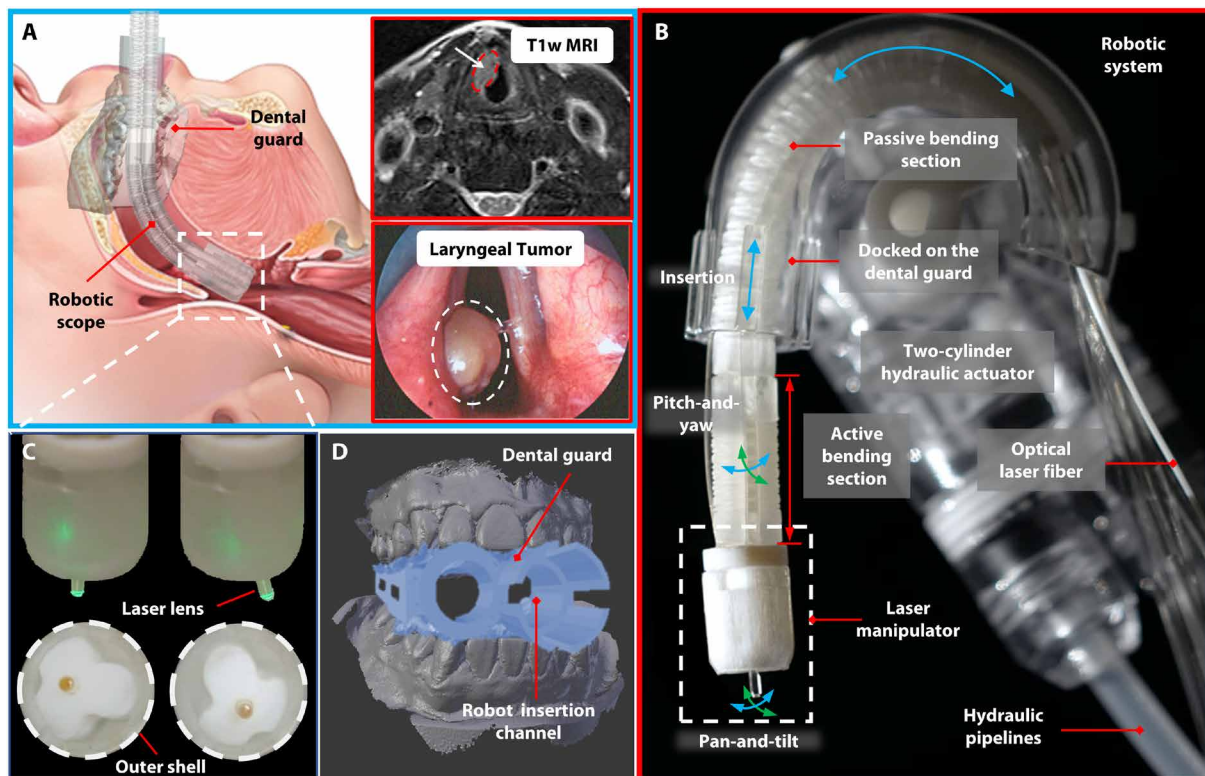 A
T1w MRI
Dental
guard
Laryngeal Tumor
Robotic
scope
B
Robotic
system
Passive bending
section
Insertion
Docked on the
dental guard
Two-cylinder
hydraulic actuator
Pitch-and-
yaw
Active
bending
section
Optical
laser fiber
Laser
manipulator
Pan-and-tilt
Hydraulic
pipelines
C
Laser lens
Outer shell
D
Dental guard
Robot insertion
channel